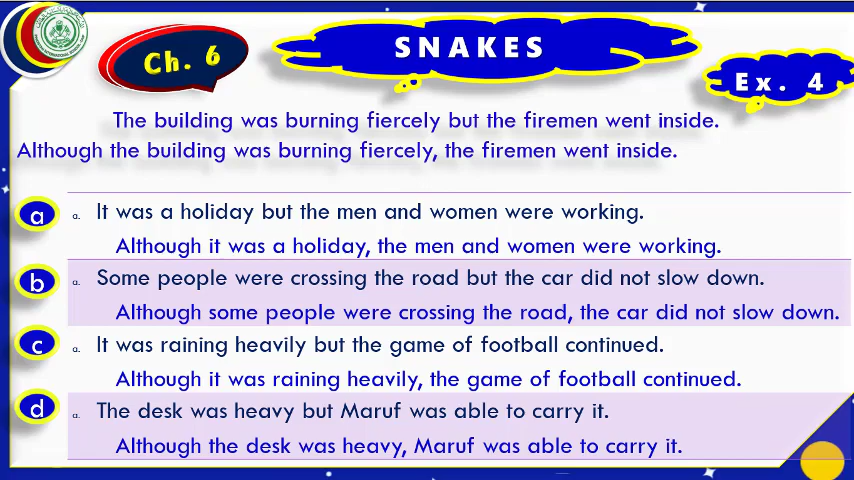 Ch. 6
SNAKES
Ex. 4
The building was burning fiercely but the firemen went inside.
Although the building was burning fiercely, the firemen went inside.
a
a. It was a holiday but the men and women were working.
Although it was a holiday, the men and women were working.
b
a. Some people were crossing the road but the car did not slow down.
Although some people were crossing the road, the car did not slow down.
c
a. It was raining heavily but the game of football continued.
Although it was raining heavily, the game of football continued.
d
a. The desk was heavy but Maruf was able to carry it.
Although the desk was heavy, Maruf was able to carry it.